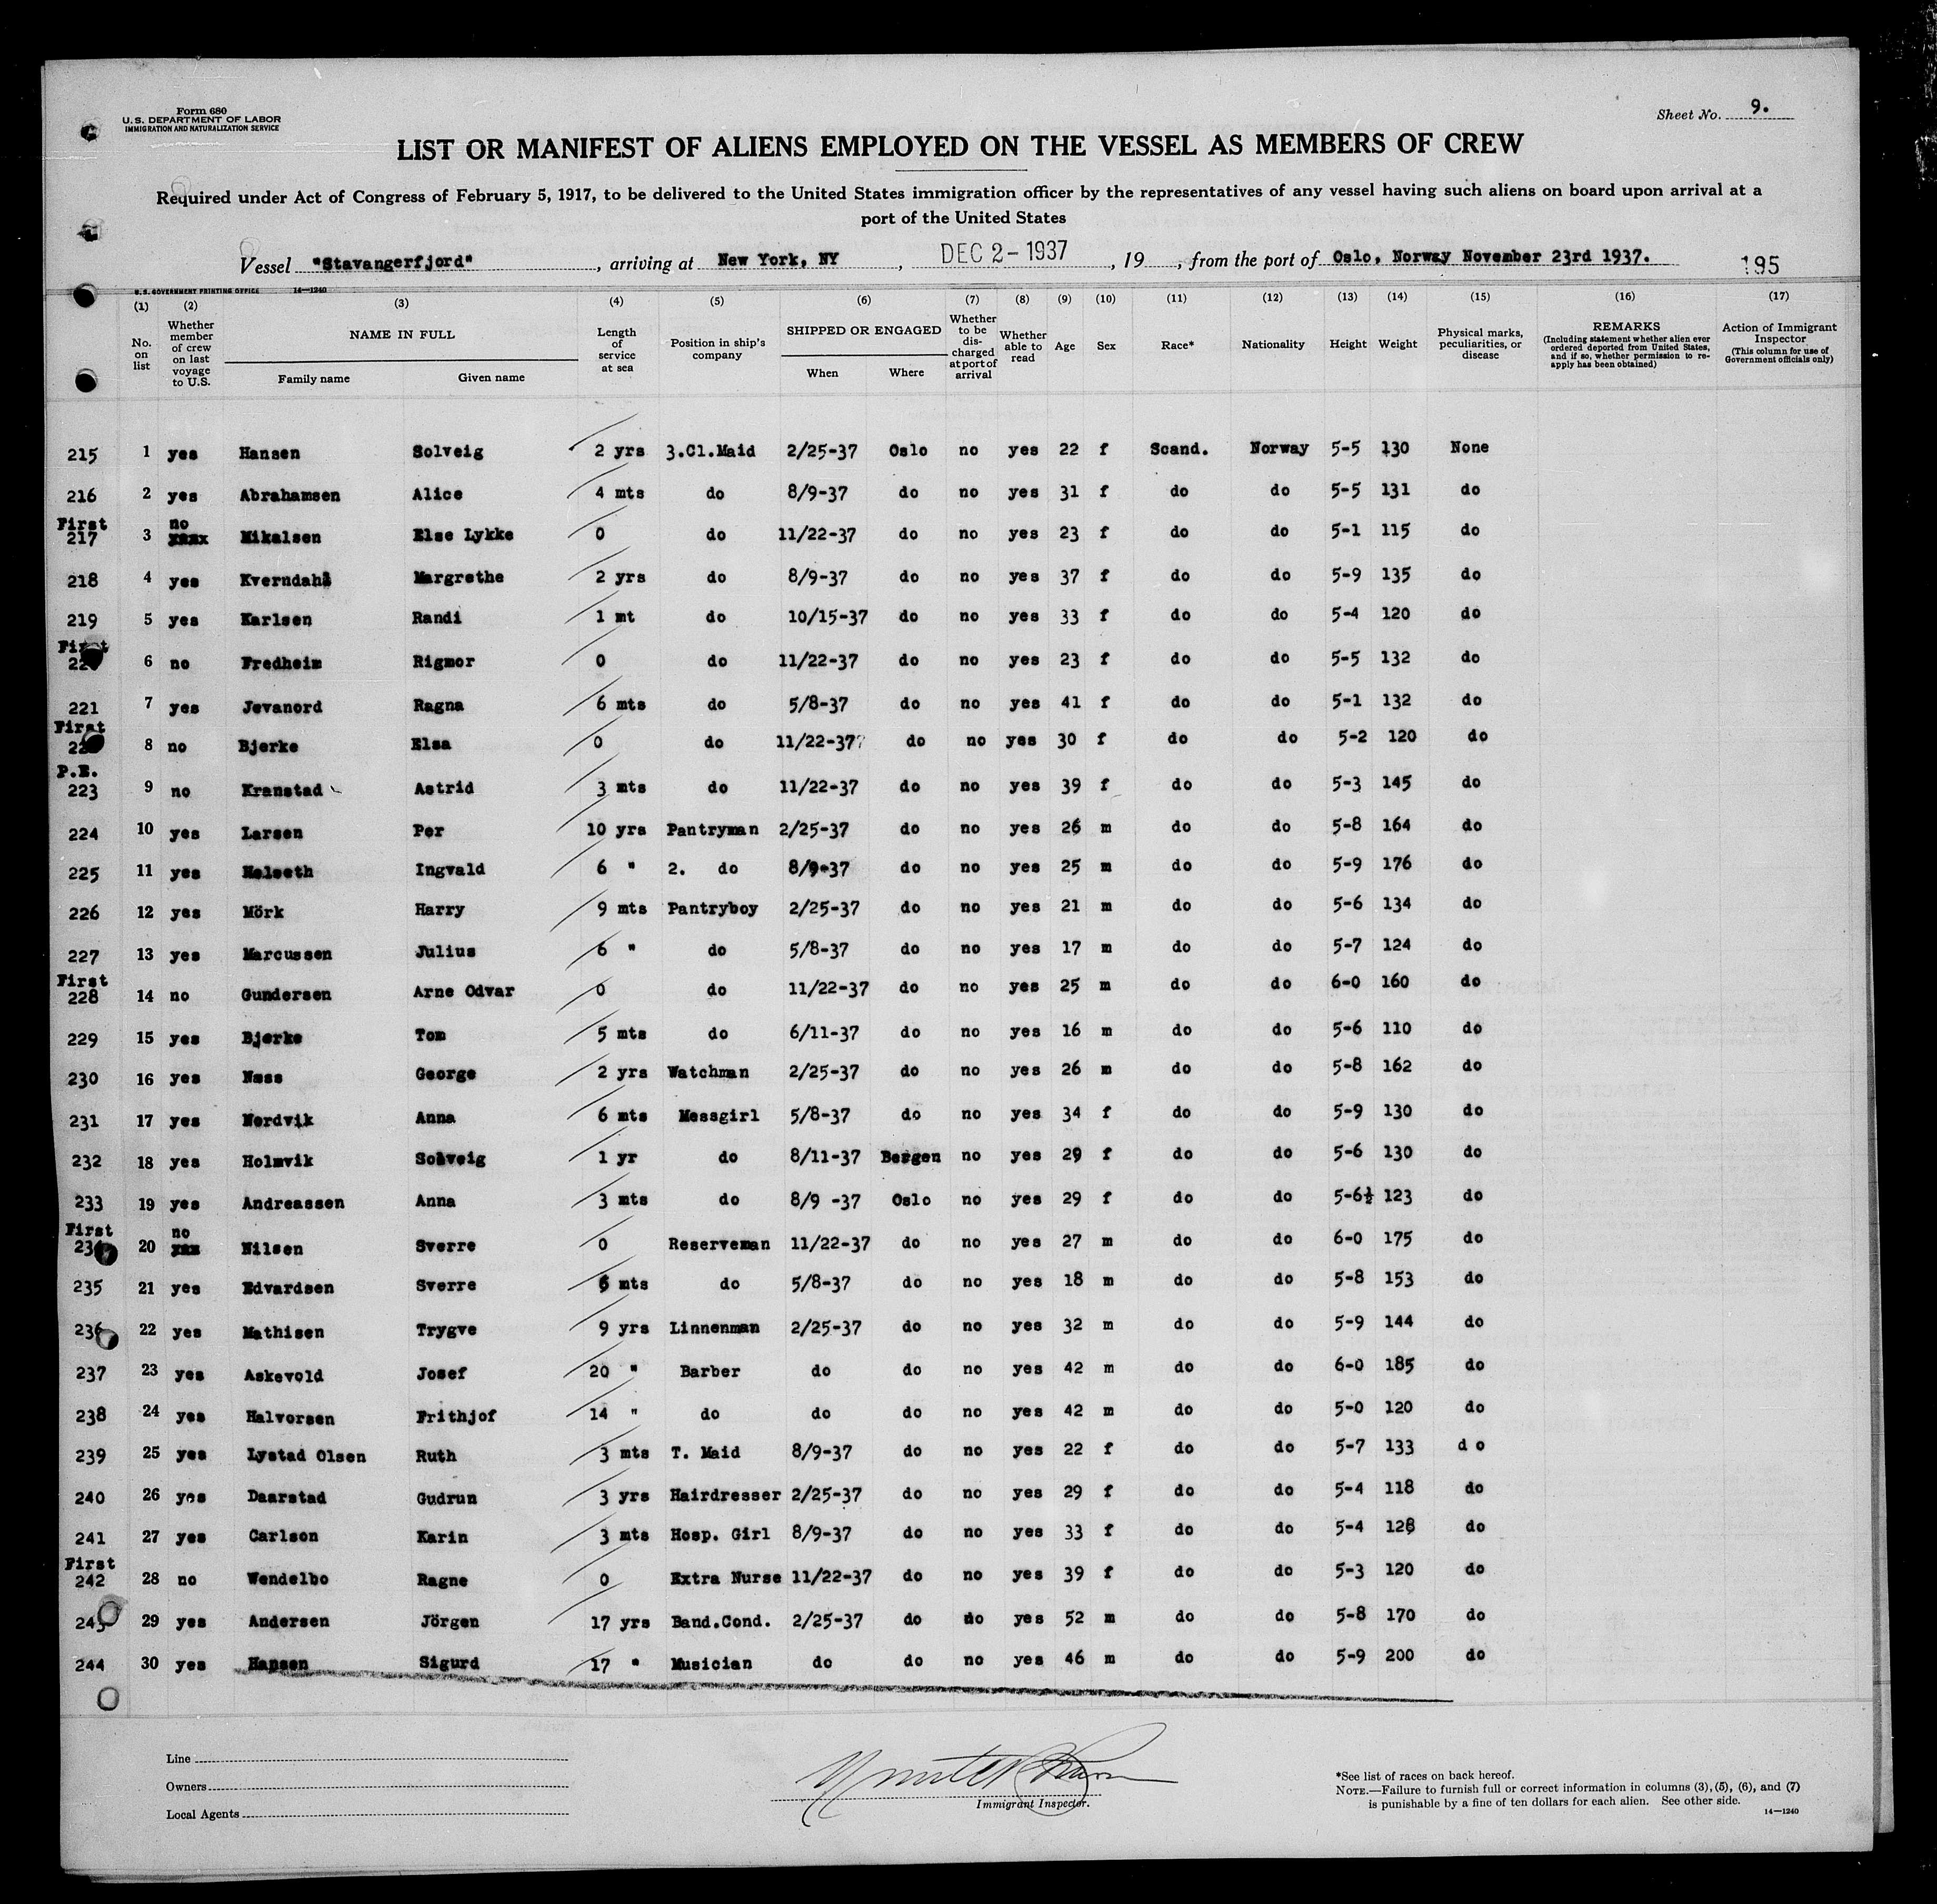 Form 680
U.S. DEPARTMENT OF LABOR
IMMIGRATION AND NATURALIZATION SERVICE
Sheet No. 9.
LIST OR MANIFEST OF ALIENS EMPLOYED ON THE VESSEL AS MEMBERS OF CREW
Required under Act of Congress of February 5, 1917, to be delivered to the United States immigration officer by the representatives of any vessel having such aliens on board upon arrival at a
port of the United States
Vessel "Stavangerfjord", arriving at New York, NY, DEC 2-1937, 19, from the port of Oslo, Norway November 23rd 1937.
195
U.S. GOVERNMENT PRINTING OFFICE 14—1240
(1) (2) (3) (4) (5) (6) (7) (8) (9) (10) (11) (12) (13) (14) (15) (16) (17)
No. on list
Whether member of crew on last voyage to U.S.
NAME IN FULL
Family name Given name
Length of service at sea
Position in ship's company
SHIPPED OR ENGAGED
When Where
Whether to be discharged at port of arrival
Whether able to read
Age
Sex
Race*
Nationality
Height
Weight
Physical marks, peculiarities, or disease
REMARKS
(Including statement whether alien ever ordered deported from United States, and if so, whether permission to reapply has been obtained)
Action of Immigrant Inspector
(This column for use of Government officials only)
215 1 yes Hansen Solveig 2 yrs 3.Cl.Maid 2/25-37 Oslo no yes 22 f Scand. Norway 5-5 130 None
216 2 yes Abrahamsen Alice 4 mts do 8/9-37 do no yes 31 f do do 5-5 131 do
First 217 3 no Mikalsen Else Lykke 0 do 11/22-37 do no yes 23 f do do 5-1 115 do
218 4 yes Kverndahl Margrethe 2 yrs do 8/9-37 do no yes 37 f do do 5-9 135 do
219 5 yes Karlsen Randi 1 mt do 10/15-37 do no yes 33 f do do 5-4 120 do
First 6 no Fredheim Rigmor 0 do 11/22-37 do no yes 23 f do do 5-5 132 do
221 7 yes Jevanord Ragna 6 mts do 5/8-37 do no yes 41 f do do 5-1 132 do
First 8 no Bjerke Elsa 0 do 11/22-37 do no yes 30 f do do 5-2 120 do
P.E. 223 9 no Kranstad Astrid 3 mts do 11/22-37 do no yes 39 f do do 5-3 145 do
224 10 yes Larsen Per 10 yrs Pantryman 2/25-37 do no yes 26 m do do 5-8 164 do
225 11 yes Helseth Ingvald 6 " 2. do 8/9-37 do no yes 25 m do do 5-9 176 do
226 12 yes Mörk Harry 9 mts Pantryboy 2/25-37 do no yes 21 m do do 5-6 134 do
227 13 yes Marcussen Julius 6 " do 5/8-37 do no yes 17 m do do 5-7 124 do
First 228 14 no Gundersen Arne Odvar 0 do 11/22-37 do no yes 25 m do do 6-0 160 do
229 15 yes Bjerke Tom 5 mts do 6/11-37 do no yes 16 m do do 5-6 110 do
230 16 yes Næss George 2 yrs Watchman 2/25-37 do no yes 26 m do do 5-8 162 do
231 17 yes Nordvik Anna 6 mts Messgirl 5/8-37 do no yes 34 f do do 5-9 130 do
232 18 yes Holmvik Solveig 1 yr do 8/11-37 Bergen no yes 29 f do do 5-6 130 do
233 19 yes Andreassen Anna 3 mts do 8/9 -37 Oslo no yes 29 f do do 5-6½ 123 do
First 234 20 no Nilsen Sverre 0 Reserveman 11/22-37 do no yes 27 m do do 6-0 175 do
235 21 yes Edvardsen Sverre 6 mts do 5/8-37 do no yes 18 m do do 5-8 153 do
236 22 yes Mathisen Trygve 9 yrs Linnenman 2/25-37 do no yes 32 m do do 5-9 144 do
237 23 yes Askevold Josef 20 " Barber do do no yes 42 m do do 6-0 185 do
238 24 yes Halvorsen Frithjof 14 " do do do no yes 42 m do do 5-0 120 do
239 25 yes Lystad Olsen Ruth 3 mts T. Maid 8/9-37 do no yes 22 f do do 5-7 133 d o
240 26 yes Daarstad Gudrun 3 yrs Hairdresser 2/25-37 do no yes 29 f do do 5-4 118 do
241 27 yes Carlson Karin 3 mts Hosp. Girl 8/9-37 do no yes 33 f do do 5-4 128 do
First 242 28 no Wendelbo Ragne 0 Extra Nurse 11/22-37 do no yes 39 f do do 5-3 120 do
243 29 yes Andersen Jörgen 17 yrs Band.Cond. 2/25-37 do no yes 52 m do do 5-8 170 do
244 30 yes Hansen Sigurd 17 " Musician do do no yes 46 m do do 5-9 200 do
Line
Owners
Local Agents
Immigrant Inspector.
*See list of races on back hereof.
NOTE.—Failure to furnish full or correct information in columns (3), (5), (6), and (7)
is punishable by a fine of ten dollars for each alien. See other side.
14—1240